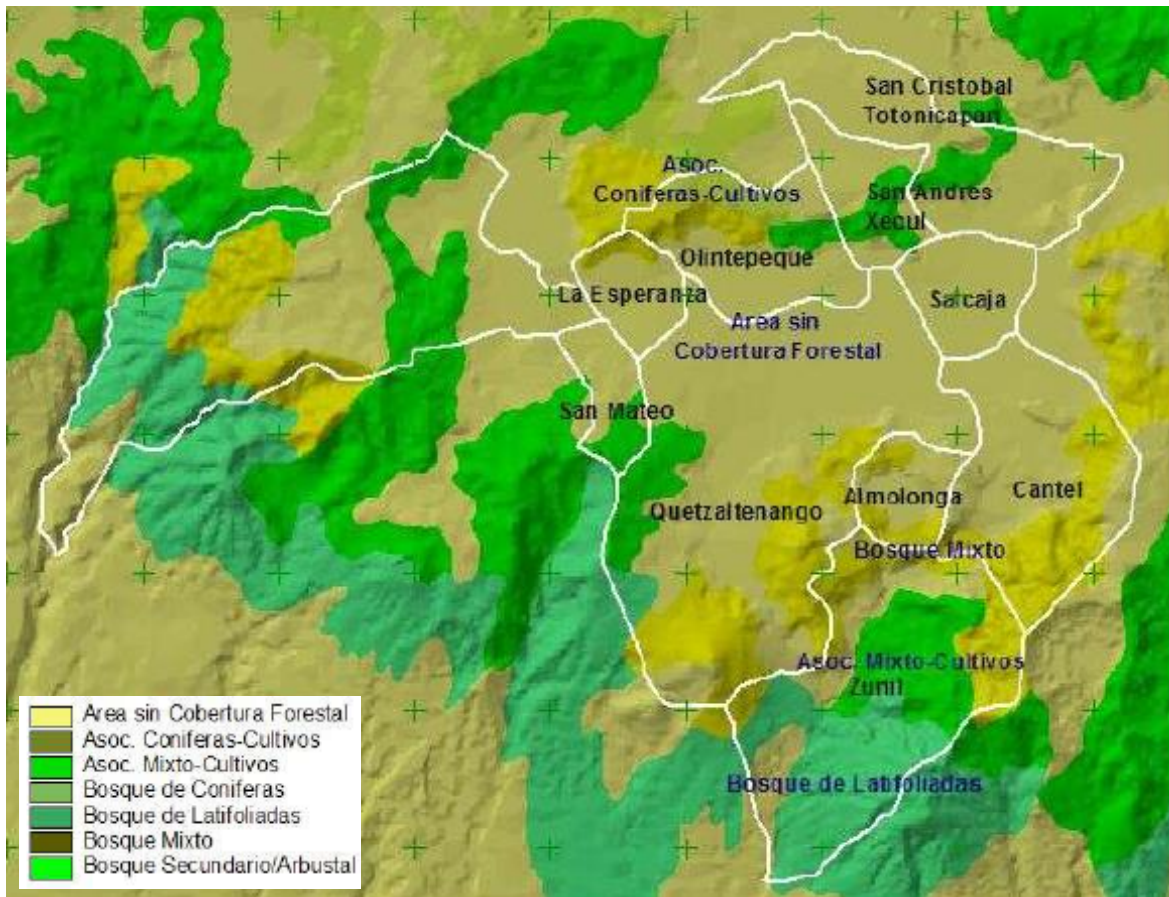 San Cristobal
Totonicapan
Asoc.
Coniferas-Cultivos
San Andres
Xecul
Olintepeque
La Esperanza
Salcaja
Area sin
Cobertura Forestal
San Mateo
Almolonga
Cantel
Quetzaltenango
Bosque Mixto
Asoc. Mixto-Cultivos
Zunil
Bosque de Latifoliadas
Area sin Cobertura Forestal
Asoc. Coniferas-Cultivos
Asoc. Mixto-Cultivos
Bosque de Coniferas
Bosque de Latifoliadas
Bosque Mixto
Bosque Secundario/Arbustal